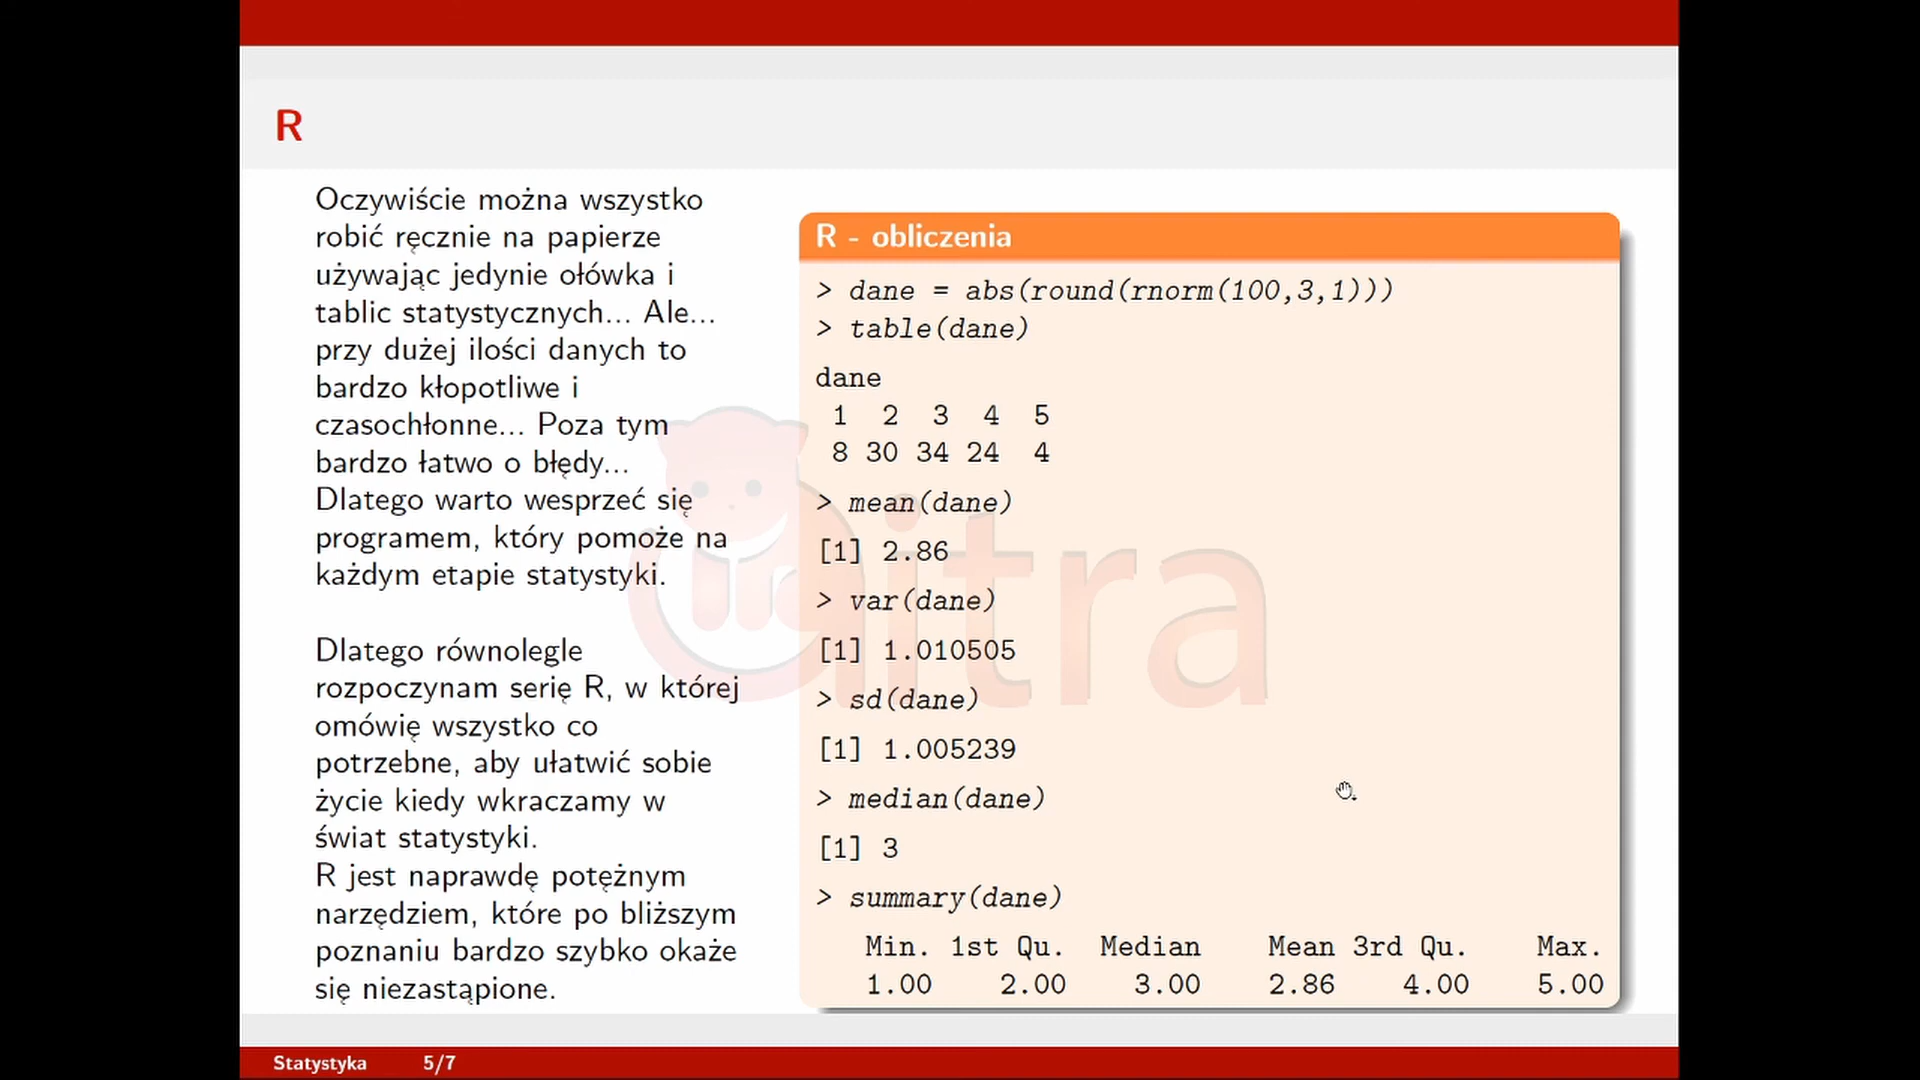 R
Oczywiście można wszystko
robić ręcznie na papierze
używając jedynie ołówka i
tablic statystycznych... Ale...
przy dużej ilości danych to
bardzo kłopotliwe i
czasochłonne... Poza tym
bardzo łatwo o błędy...
Dlatego warto wesprzeć się
programem, który pomoże na
każdym etapie statystyki.
Dlatego równolegle
rozpoczynam serię R, w której
omówię wszystko co
potrzebne, aby ułatwić sobie
życie kiedy wkraczamy w
świat statystyki.
R jest naprawdę potężnym
narzędziem, które po bliższym
poznaniu bardzo szybko okaże
się niezastąpione.
R - obliczenia
> dane = abs(round(rnorm(100,3,1)))
> table(dane)
dane
1 2 3 4 5
8 30 34 24 4
> mean(dane)
[1] 2.86
> var(dane)
[1] 1.010505
> sd(dane)
[1] 1.005239
> median(dane)
[1] 3
> summary(dane)
Min. 1st Qu. Median Mean 3rd Qu. Max.
1.00 2.00 3.00 2.86 4.00 5.00
Statystyka 5/7